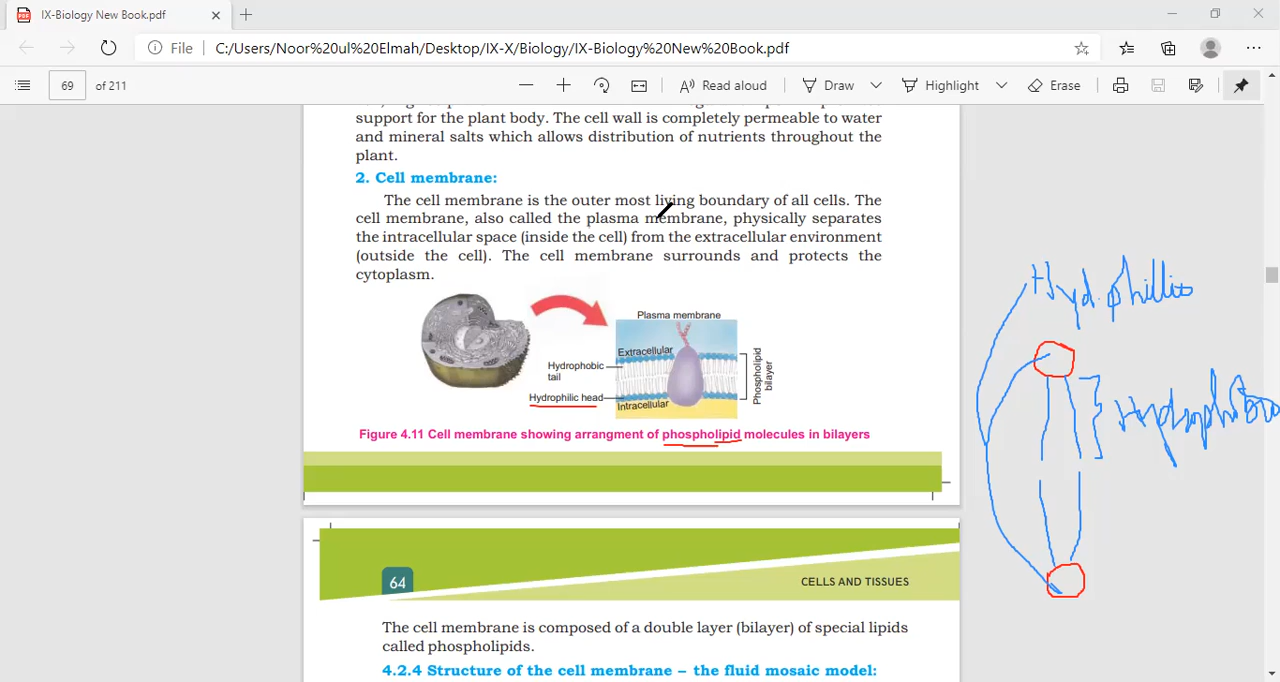 IX-Biology New Book.pdf
File C:/Users/Noor%20ul%20Elmah/Desktop/IX-X/Biology/IX-Biology%20New%20Book.pdf
69 of 211 Read aloud Draw Highlight Erase
support for the plant body. The cell wall is completely permeable to water
and mineral salts which allows distribution of nutrients throughout the
plant.
2. Cell membrane:
The cell membrane is the outer most living boundary of all cells. The
cell membrane, also called the plasma membrane, physically separates
the intracellular space (inside the cell) from the extracellular environment
(outside the cell). The cell membrane surrounds and protects the
cytoplasm.
Plasma membrane
Extracellular
Hydrophobic
tail
Hydrophilic head
Intracellular
Phospholipid
bilayer
Figure 4.11 Cell membrane showing arrangment of phospholipid molecules in bilayers
64
CELLS AND TISSUES
The cell membrane is composed of a double layer (bilayer) of special lipids
called phospholipids.
4.2.4 Structure of the cell membrane – the fluid mosaic model: